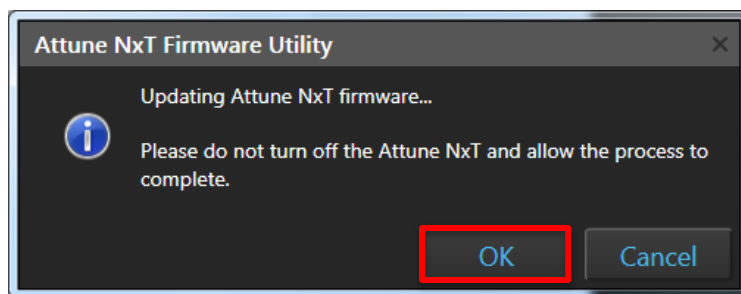 Attune NxT Firmware Utility
Updating Attune NxT firmware...
Please do not turn off the Attune NxT and allow the process to
complete.
OK
Cancel